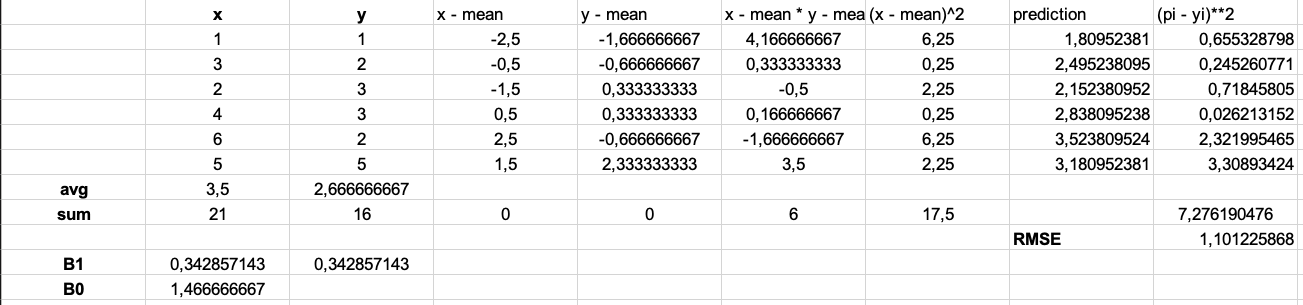 x y x - mean y - mean x - mean * y - mea (x - mean)^2 prediction (pi - yi)**2
1 1 -2,5 -1,666666667 4,166666667 6,25 1,80952381 0,655328798
3 2 -0,5 -0,666666667 0,333333333 0,25 2,495238095 0,245260771
2 3 -1,5 0,333333333 -0,5 2,25 2,152380952 0,71845805
4 3 0,5 0,333333333 0,166666667 0,25 2,838095238 0,026213152
6 2 2,5 -0,666666667 -1,666666667 6,25 3,523809524 2,321995465
5 5 1,5 2,333333333 3,5 2,25 3,180952381 3,30893424
avg 3,5 2,666666667
sum 21 16 0 0 6 17,5 7,276190476
RMSE 1,101225868
B1 0,342857143 0,342857143
B0 1,466666667